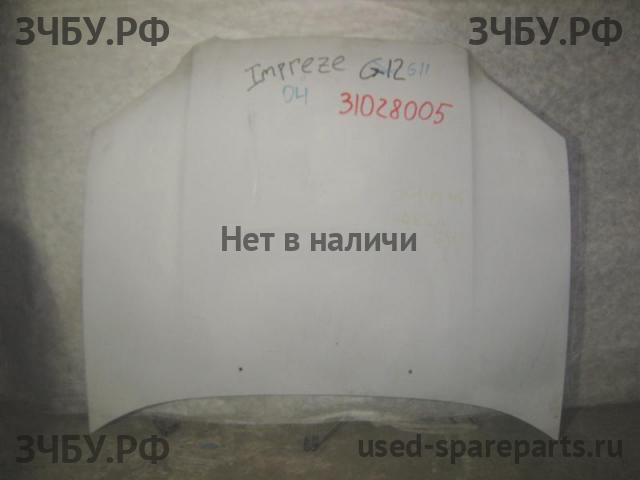 ЗЧБУ.РФ ЗЧБУ.РФ
Impreze G12 G11
04 31028005
Нет в наличи
ЗЧБУ.РФ used-spareparts.ru